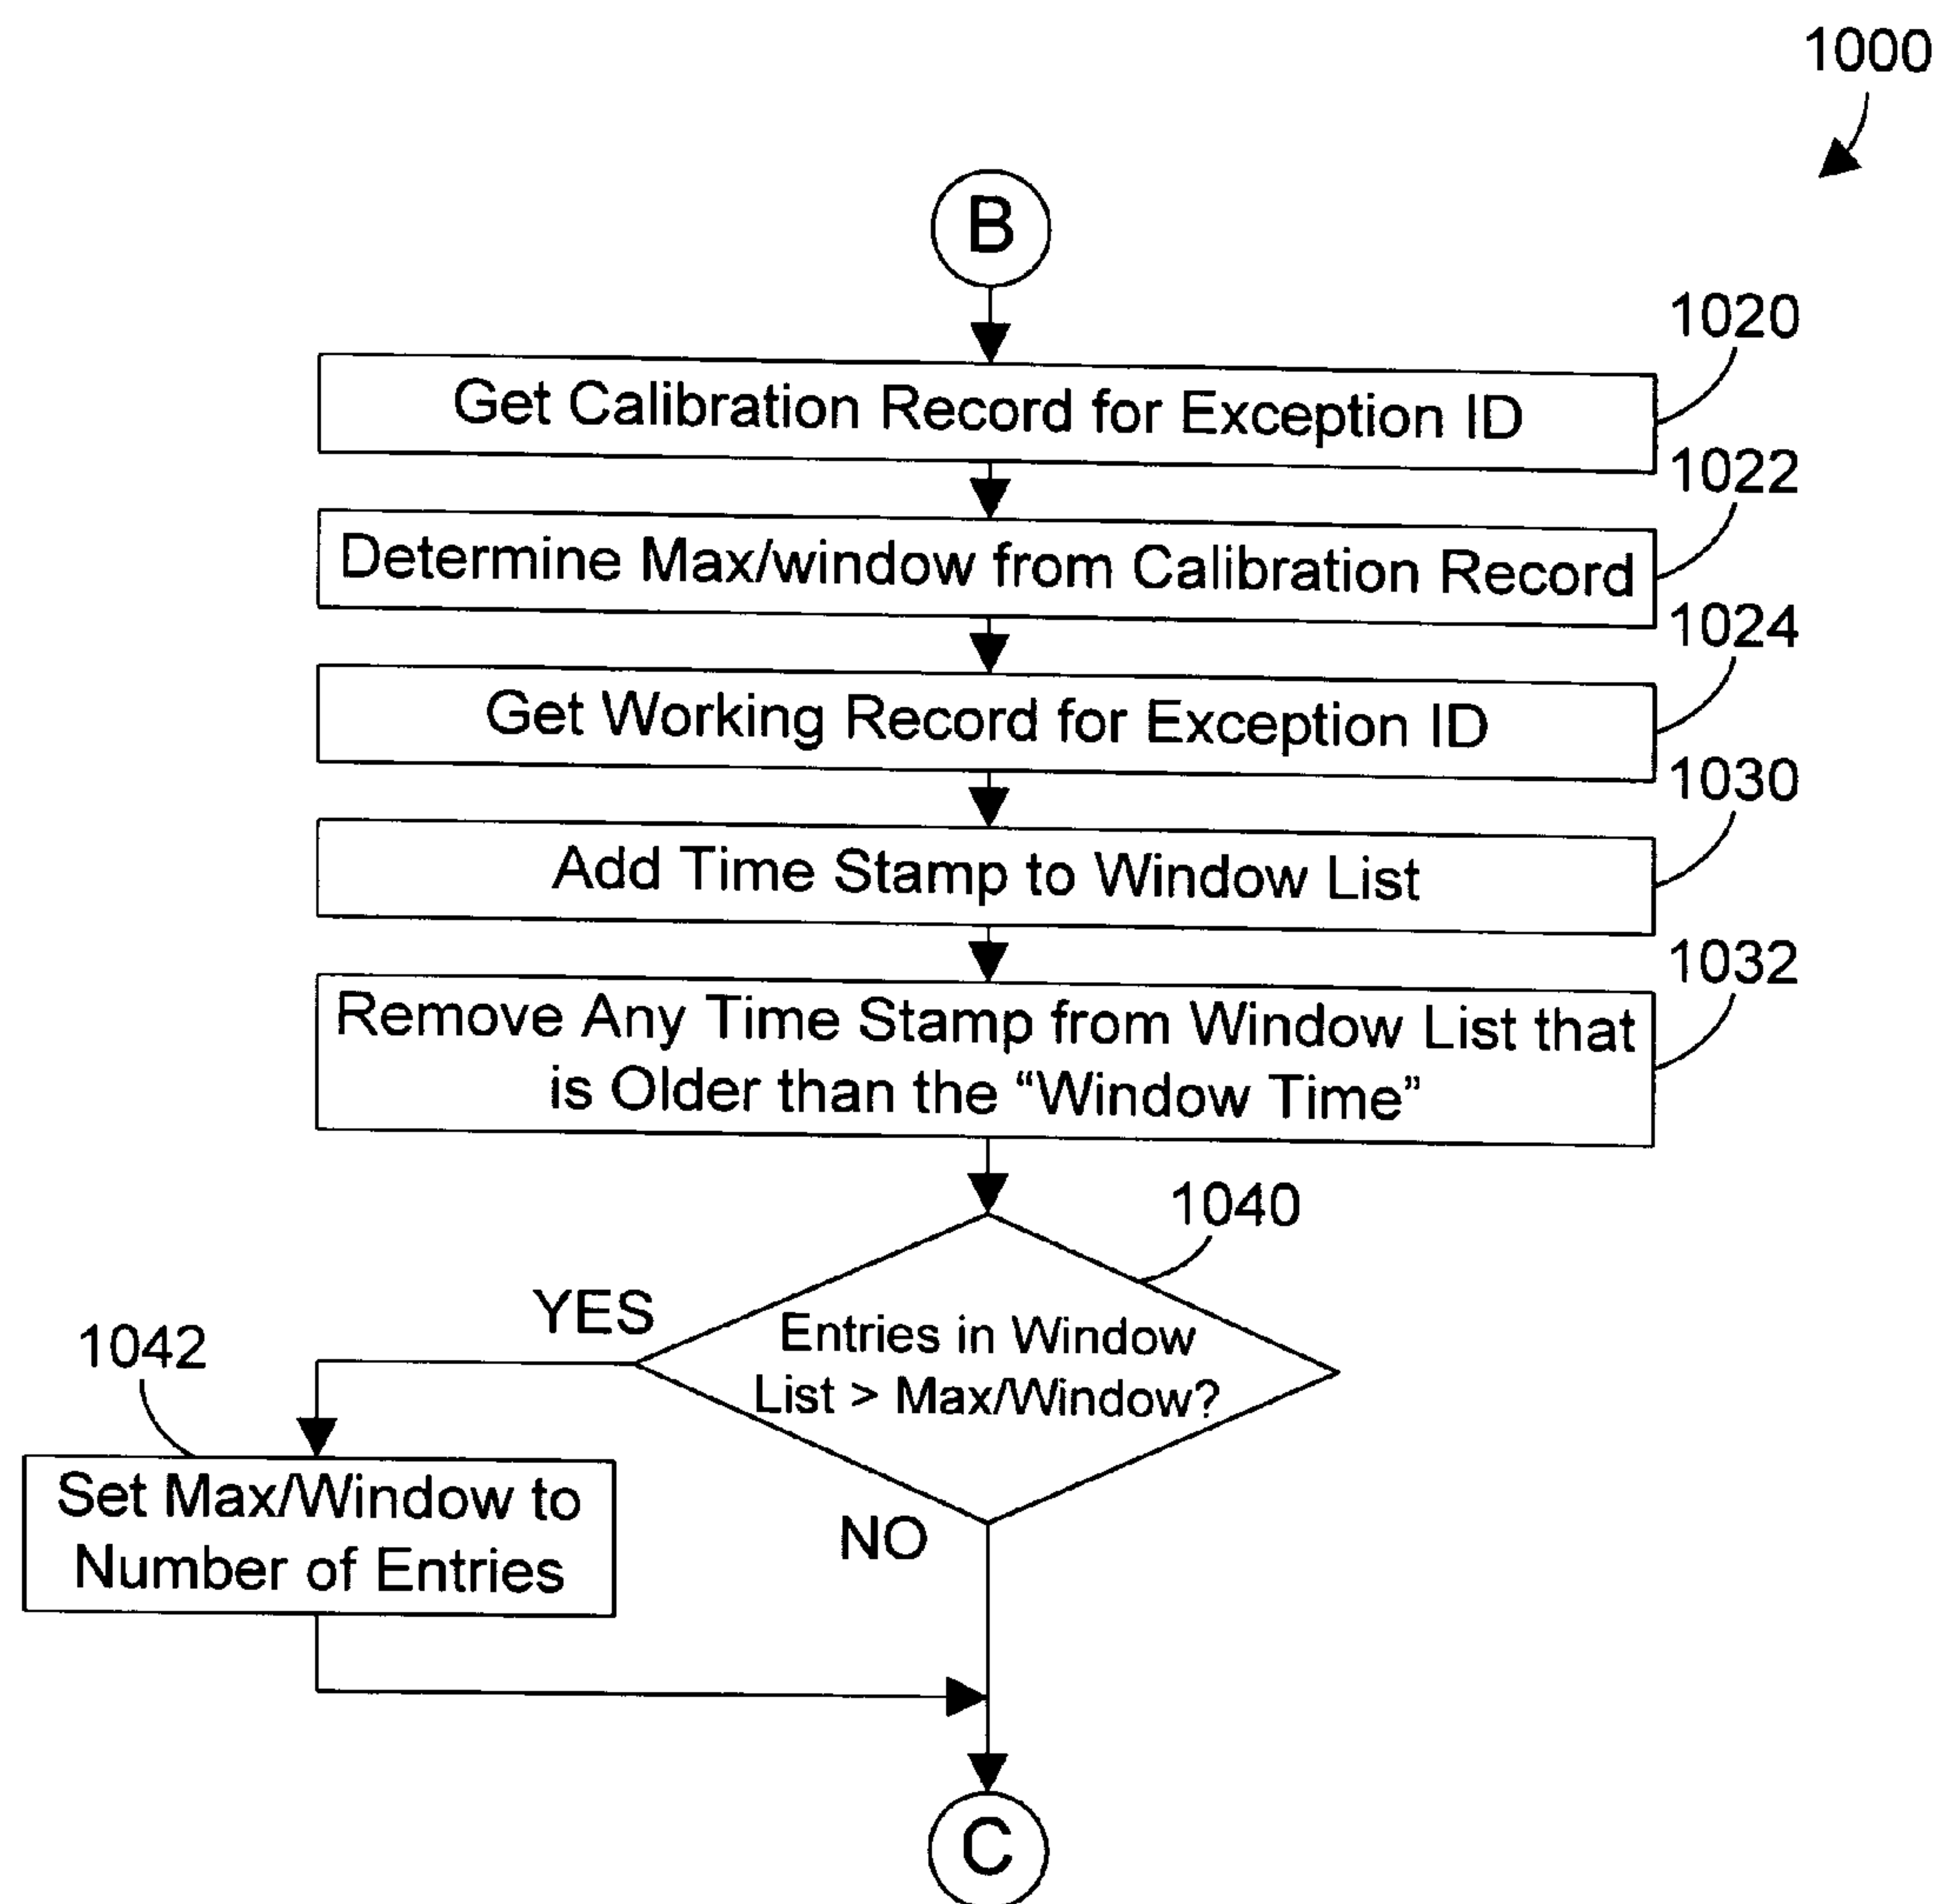 1000
B
1020
Get Calibration Record for Exception ID
1022
Determine Max/window from Calibration Record
1024
Get Working Record for Exception ID
1030
Add Time Stamp to Window List
1032
Remove Any Time Stamp from Window List that
is Older than the “Window Time”
1040
YES
Entries in Window
List > Max/Window?
1042
Set Max/Window to
Number of Entries
NO
C